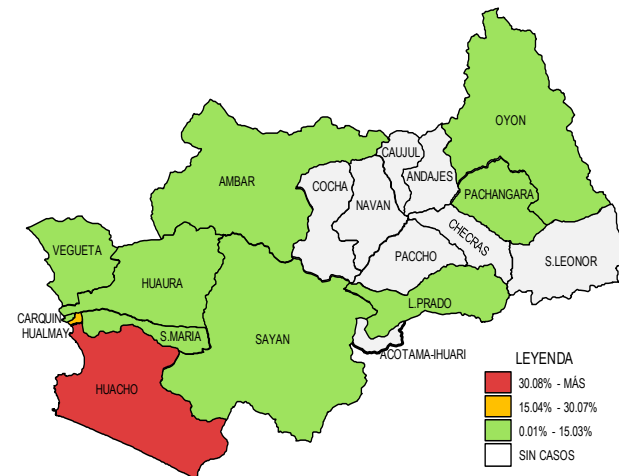 OYON
CAUJUL
ANDAJES
AMBAR
COCHA
NAVAN
PACHANGARA
CHECRAS
VEGUETA
PACCHO
S.LEONOR
HUAURA
L.PRADO
CARQUIN
HUALMAY
S.MARIA
SAYAN
ACOTAMA-IHUARI
HUACHO
LEYENDA
30.08% - MÁS
15.04% - 30.07%
0.01% - 15.03%
SIN CASOS